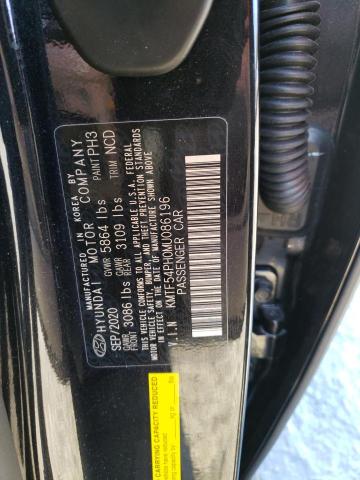 MANUFACTURED IN KOREA BY
HYUNDAI MOTOR COMPANY
SEP/2020 GVWR 5864 lbs PAINT PH3
GAWR FRONT 3086 lbs GAWR REAR 3109 lbs TRIM NCD
THIS VEHICLE CONFORMS TO ALL APPLICABLE U.S.A. FEDERAL
MOTOR VEHICLE SAFETY, BUMPER, AND THEFT PREVENTION
STANDARDS IN EFFECT ON THE DATE OF MANUFACTURE SHOWN ABOVE
V.I.N : KMTF54PH0MU086196
PASSENGER CAR
CARRYING CAPACITY REDUCED